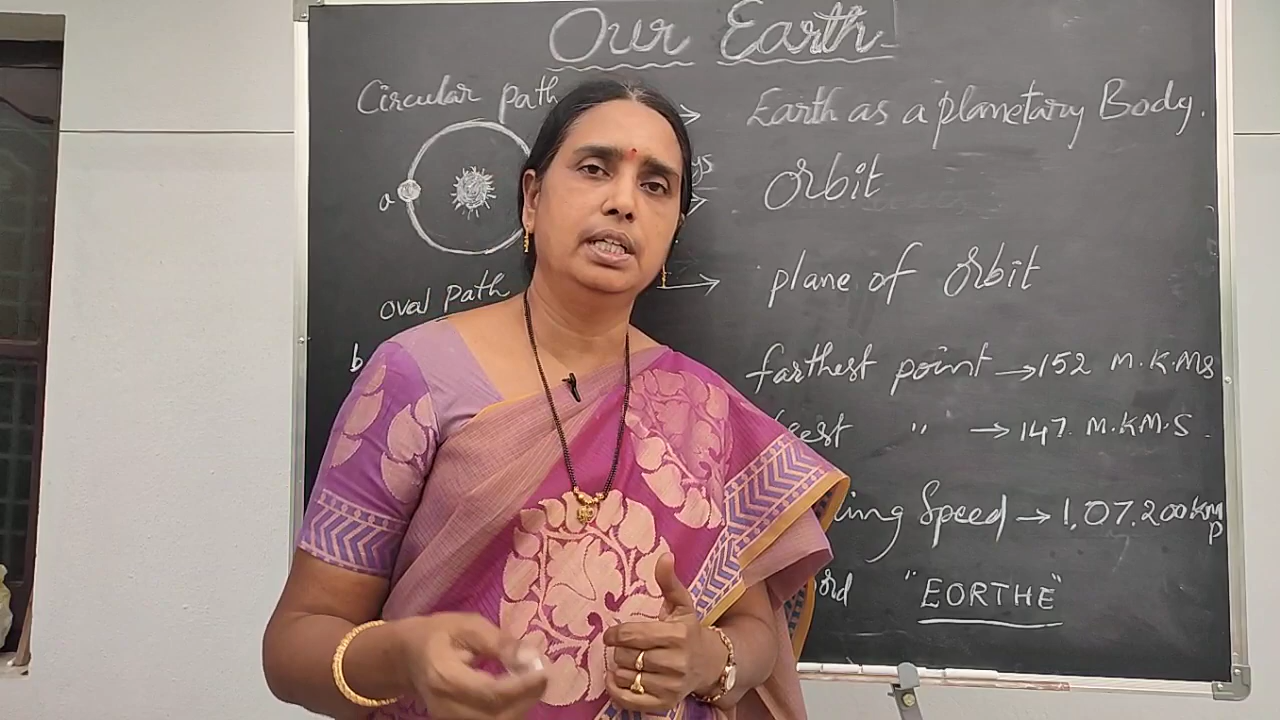 Our Earth
Circular path
Earth as a planetary Body.
a
orbit
plane of orbit
oval path
b
farthest point → 152 M.K.Ms
" → 147. M.KM.S.
Speed → 1,07,200 KM
P
"EORTHE"